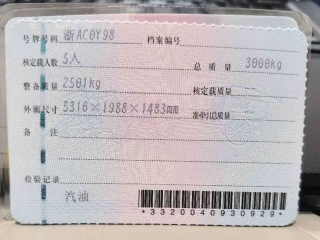 号牌号码 浙AC0Y98 档案编号
核定载人数 5人 总质量 3000kg
整备质量 2501kg 核定载质量
外廓尺寸 5316×1988×1483mm 准牵引总质量 --
备注
检验记录
汽油
*3320040930929*